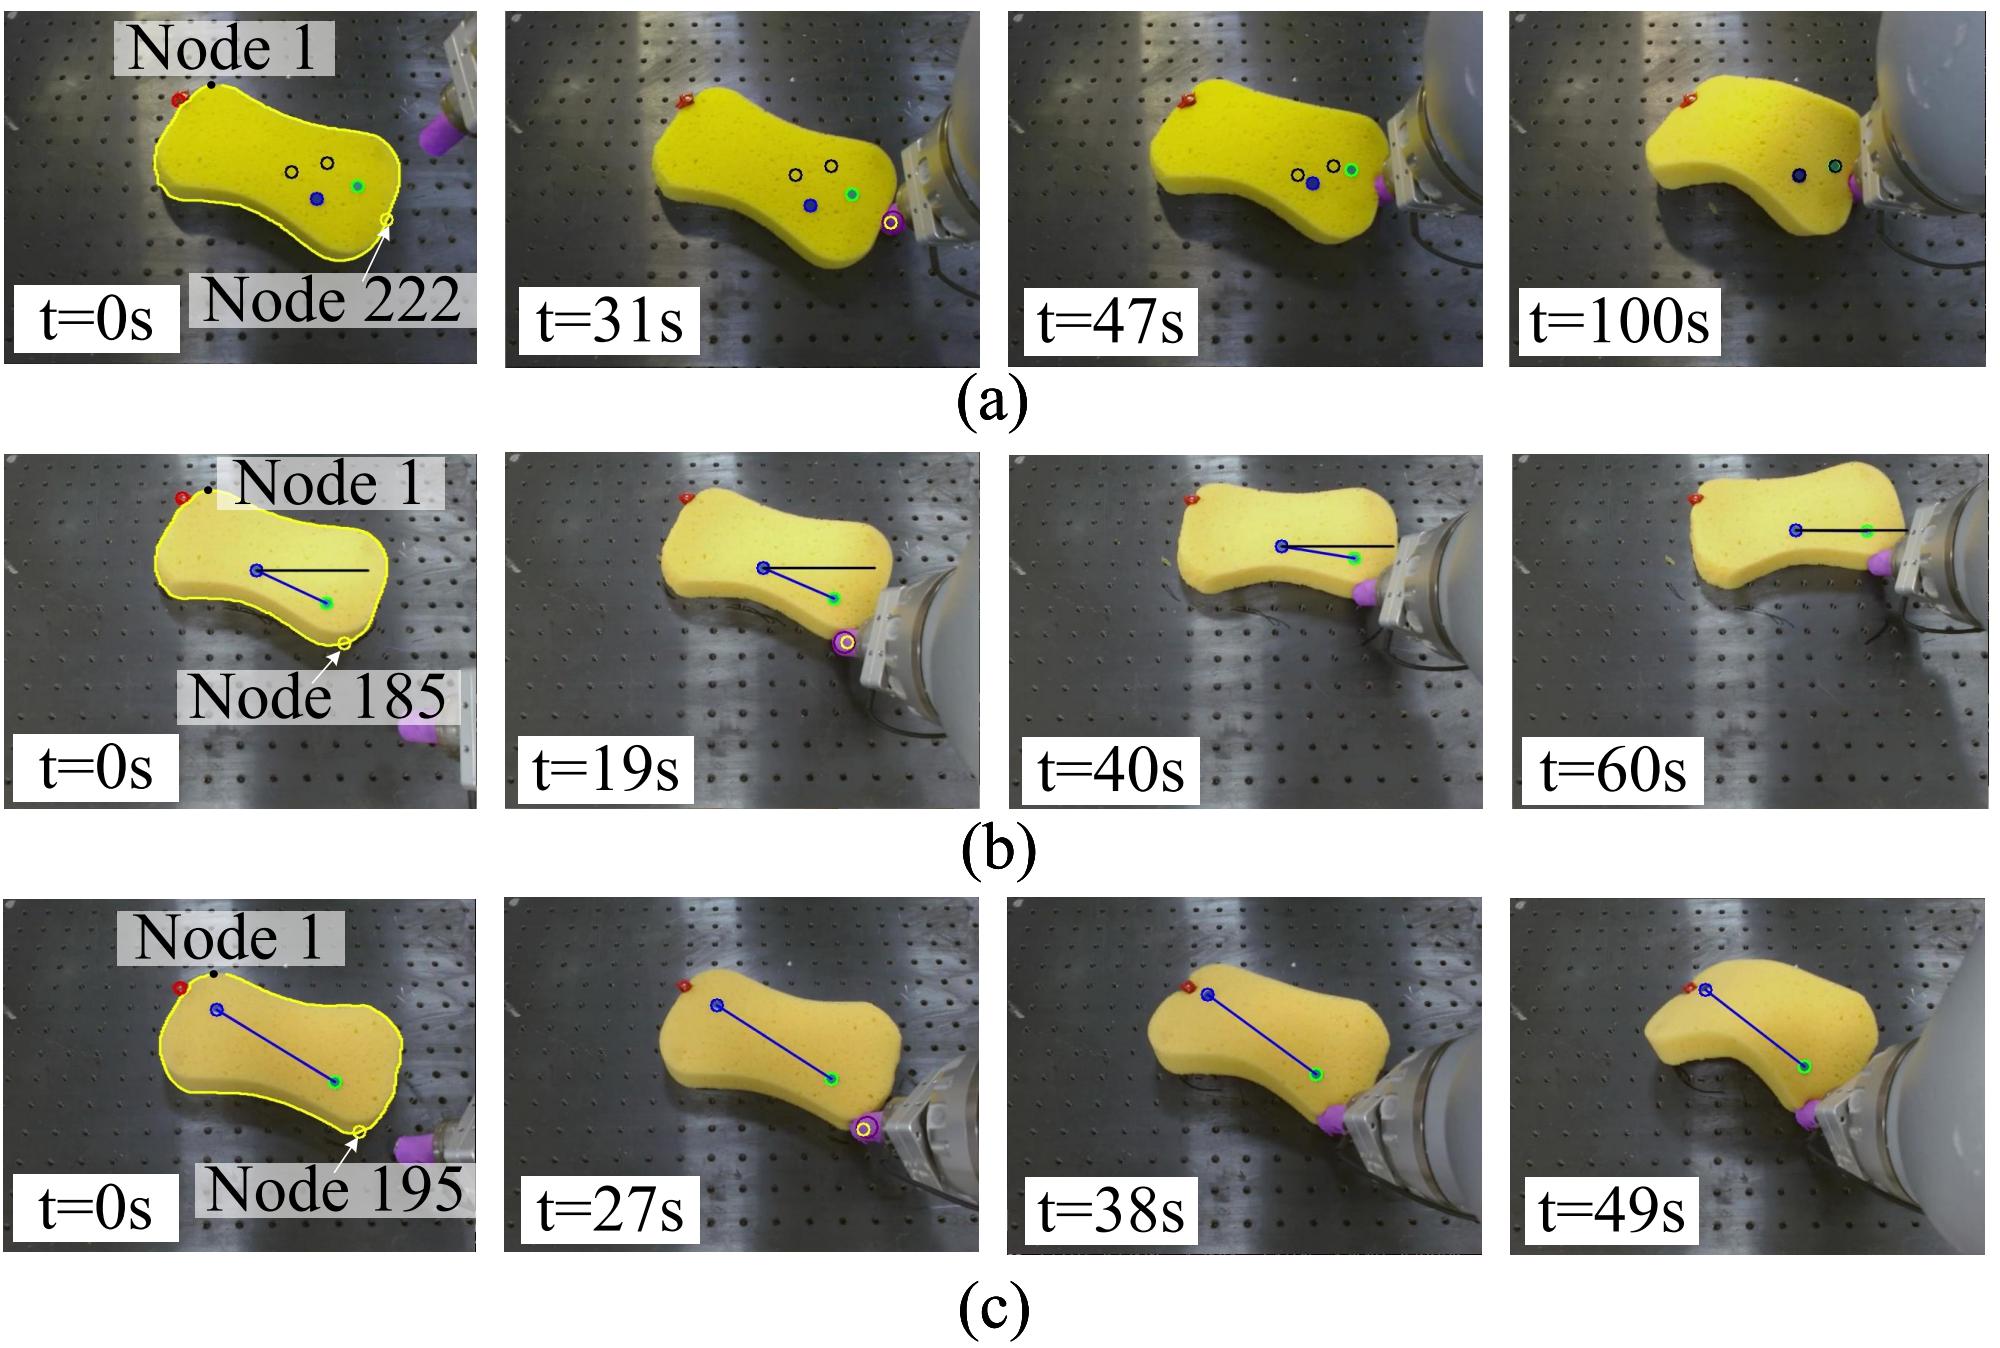 Node 1
Node 222
t=0s
t=31s
t=47s
t=100s
(a)
Node 1
Node 185
t=0s
t=19s
t=40s
t=60s
(b)
Node 1
Node 195
t=0s
t=27s
t=38s
t=49s
(c)